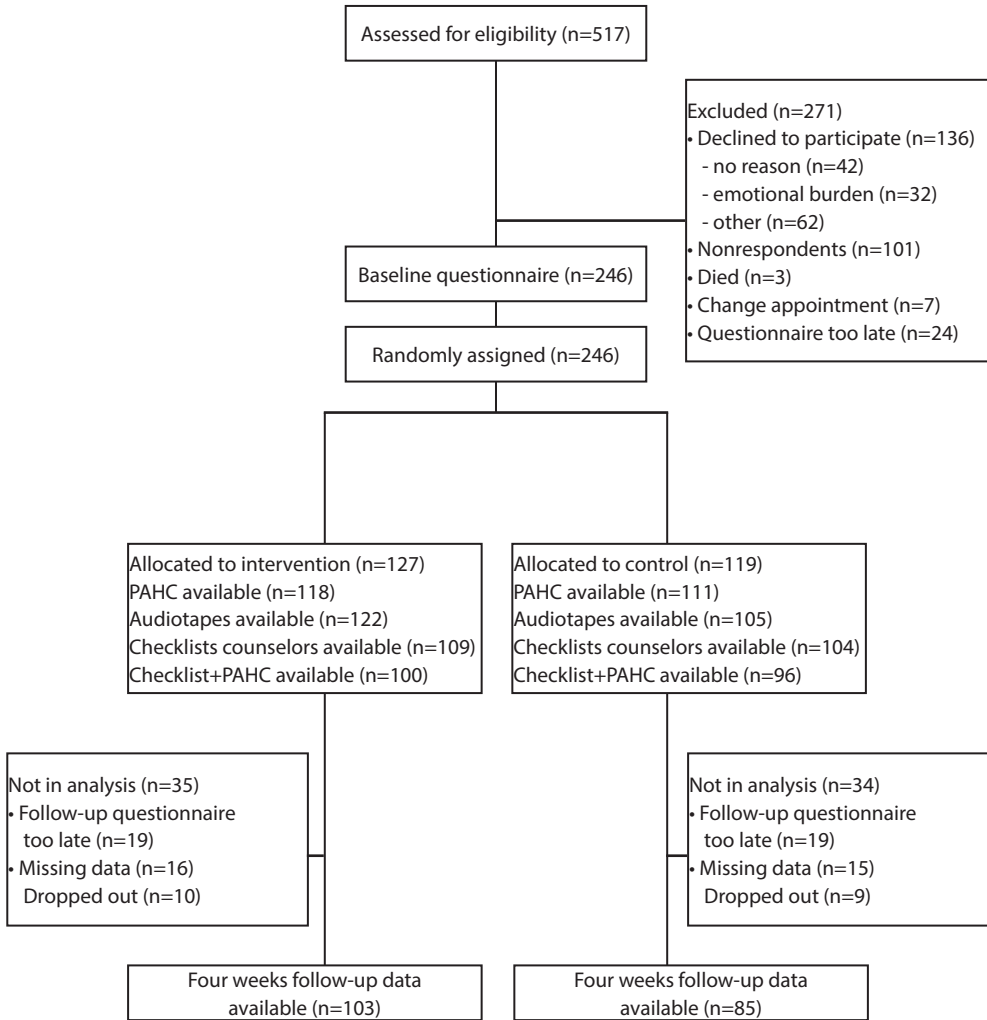 Assessed for eligibility (n=517)
Excluded (n=271)
• Declined to participate (n=136)
- no reason (n=42)
- emotional burden (n=32)
- other (n=62)
• Nonrespondents (n=101)
• Died (n=3)
• Change appointment (n=7)
• Questionnaire too late (n=24)
Baseline questionnaire (n=246)
Randomly assigned (n=246)
Allocated to intervention (n=127)
PAHC available (n=118)
Audiotapes available (n=122)
Checklists counselors available (n=109)
Checklist+PAHC available (n=100)
Allocated to control (n=119)
PAHC available (n=111)
Audiotapes available (n=105)
Checklists counselors available (n=104)
Checklist+PAHC available (n=96)
Not in analysis (n=35)
• Follow-up questionnaire
too late (n=19)
• Missing data (n=16)
Dropped out (n=10)
Not in analysis (n=34)
• Follow-up questionnaire
too late (n=19)
• Missing data (n=15)
Dropped out (n=9)
Four weeks follow-up data
available (n=103)
Four weeks follow-up data
available (n=85)